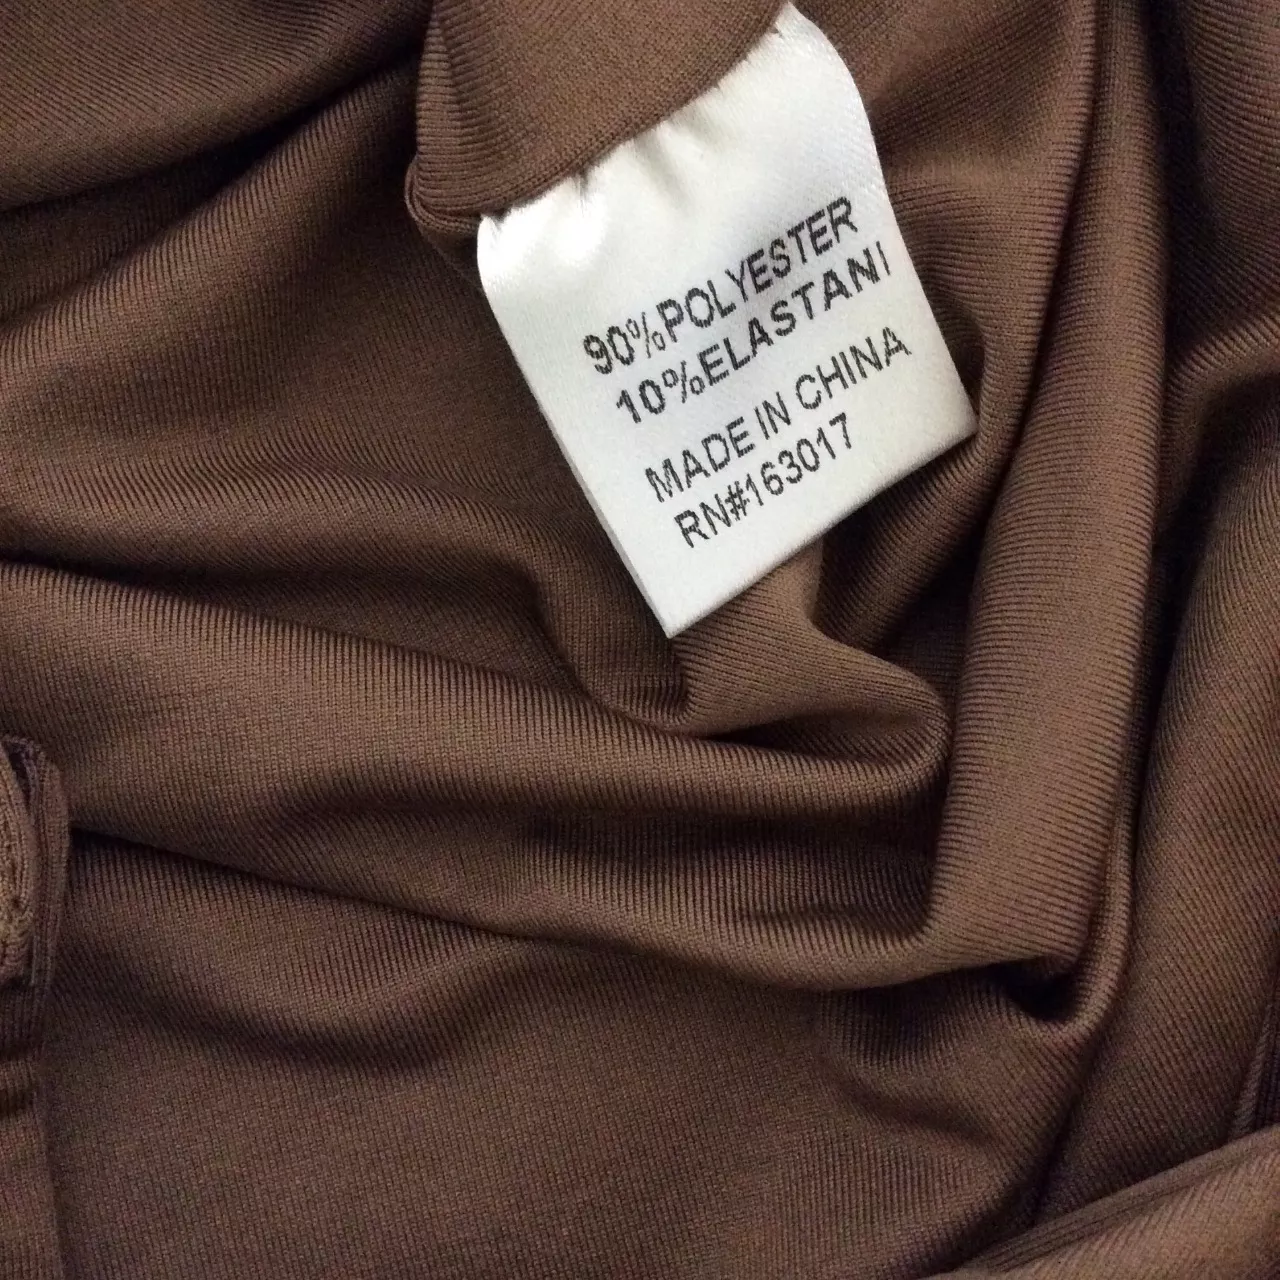 90%POLYESTER
10%ELASTANI
MADE IN CHINA
RN#163017